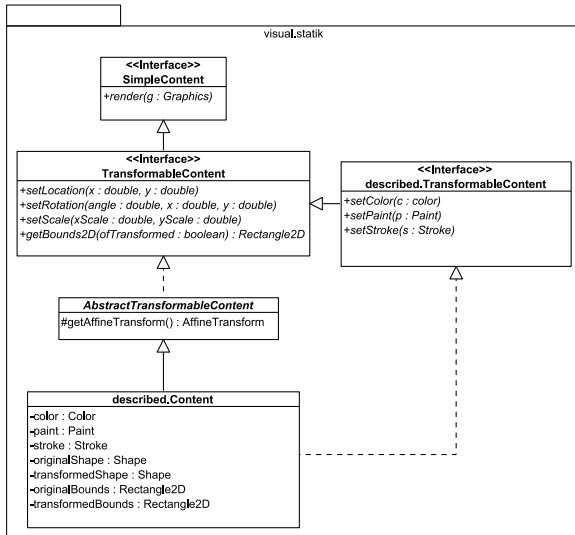 visual.statik
<<Interface>>
SimpleContent
+render(g : Graphics)
<<Interface>>
TransformableContent
+setLocation(x : double, y : double)
+setRotation(angle : double, x : double, y : double)
+setScale(xScale : double, yScale : double)
+getBounds2D(ofTransformed : boolean) : Rectangle2D
<<Interface>>
described.TransformableContent
+setColor(c : color)
+setPaint(p : Paint)
+setStroke(s : Stroke)
AbstractTransformableContent
#getAffineTransform() : AffineTransform
described.Content
-color : Color
-paint : Paint
-stroke : Stroke
-originalShape : Shape
-transformedShape : Shape
-originalBounds : Rectangle2D
-transformedBounds : Rectangle2D